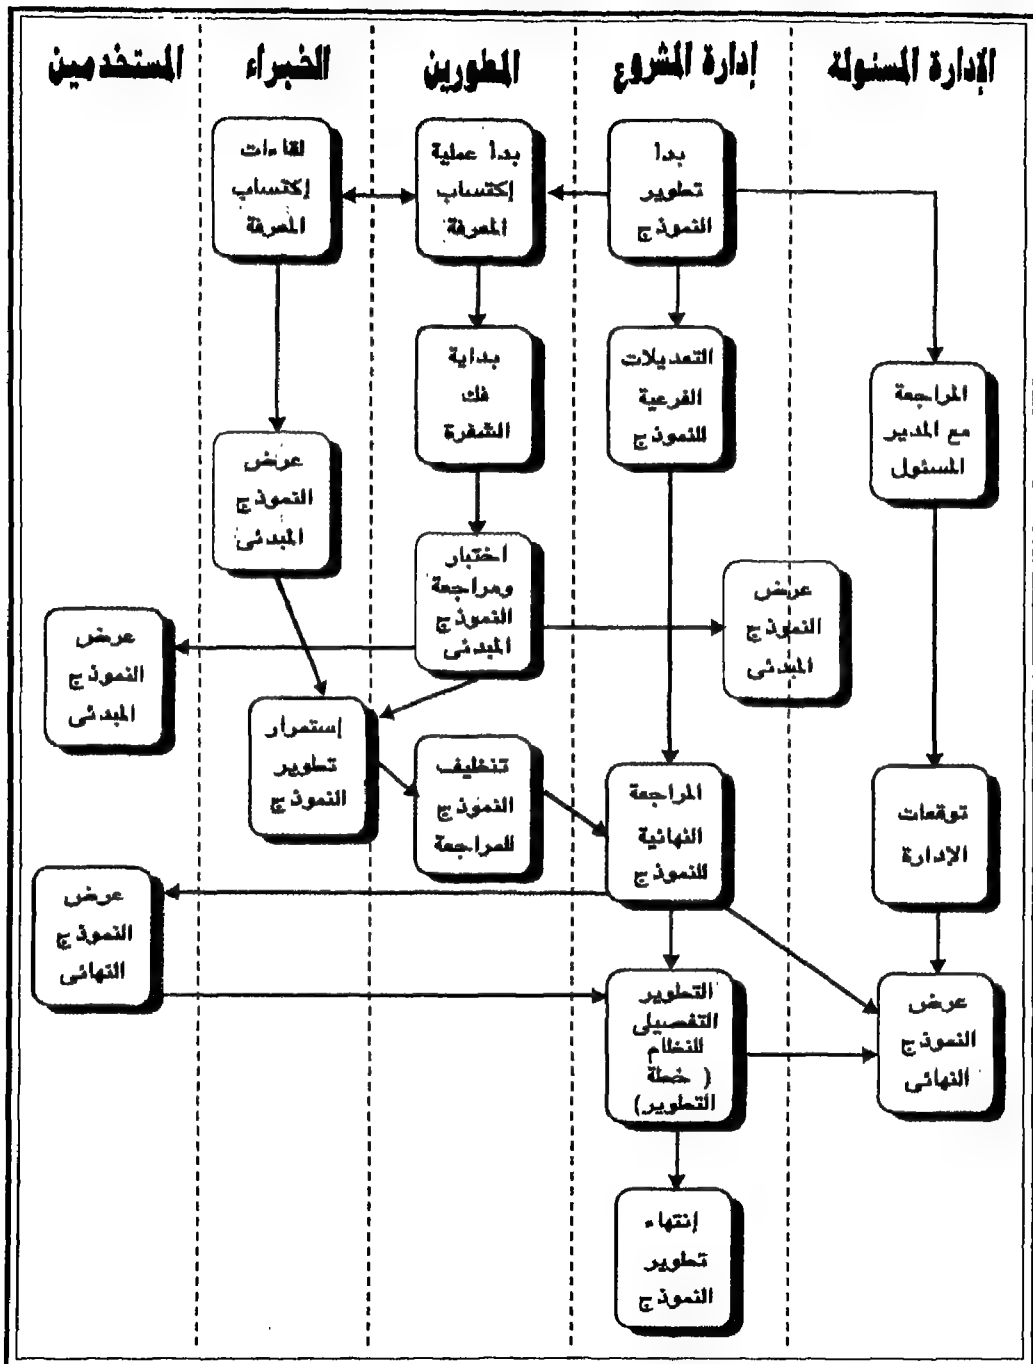 الإدارة المسئولة
إدارة المشروع
المطورين
الخبراء
المستخدمين
بدأ
تطوير
النموذج
بدأ عملية
إكتساب
المعرفة
لقاءات
إكتساب
المعرفة
التعديلات
الفرعية
للنموذج
بداية
فك
الشفرة
المراجعة
مع المدير
المسئول
عرض
النموذج
المبدئى
اختبار
ومراجعة
النموذج
المبدئى
عرض
النموذج
المبدئى
عرض
النموذج
المبدئى
إستمرار
تطوير
النموذج
تنظيف
النموذج
للمراجعة
المراجعة
النهائية
للنموذج
توقعات
الإدارة
عرض
النموذج
النهائى
التطوير
التفصيلى
للنظام
( خطة
التطوير)
عرض
النموذج
النهائى
إنتهاء
تطوير
النموذج